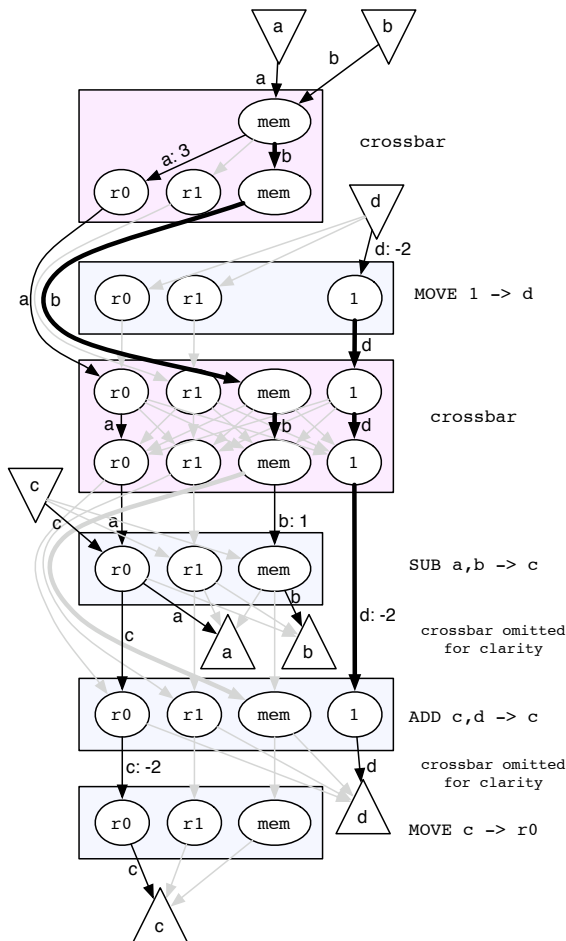 a
b
b
a
mem
crossbar
a: 3
b
r0
r1
mem
d
d: -2
a
b
r0
r1
1
MOVE 1 -> d
d
r0
r1
mem
1
crossbar
a
b
d
r0
r1
mem
1
c
c
a
b: 1
r0
r1
mem
SUB a,b -> c
a
b
d: -2
c
a
b
crossbar omitted
for clarity
r0
r1
mem
1
ADD c,d -> c
c: -2
d
crossbar omitted
for clarity
r0
r1
mem
d
MOVE c -> r0
c
c